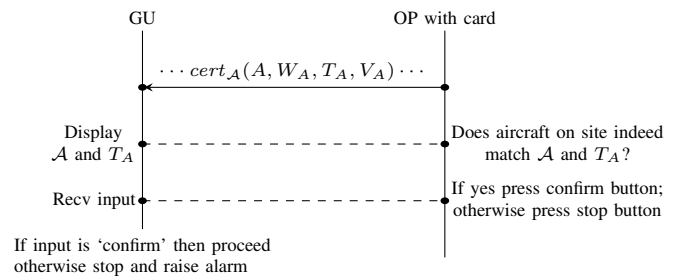 GU
OP with card
⋯ cert_𝒜(A, W_A, T_A, V_A) ⋯
Display
𝒜 and T_A
Does aircraft on site indeed
match 𝒜 and T_A?
Recv input
If yes press confirm button;
otherwise press stop button
If input is ‘confirm’ then proceed
otherwise stop and raise alarm